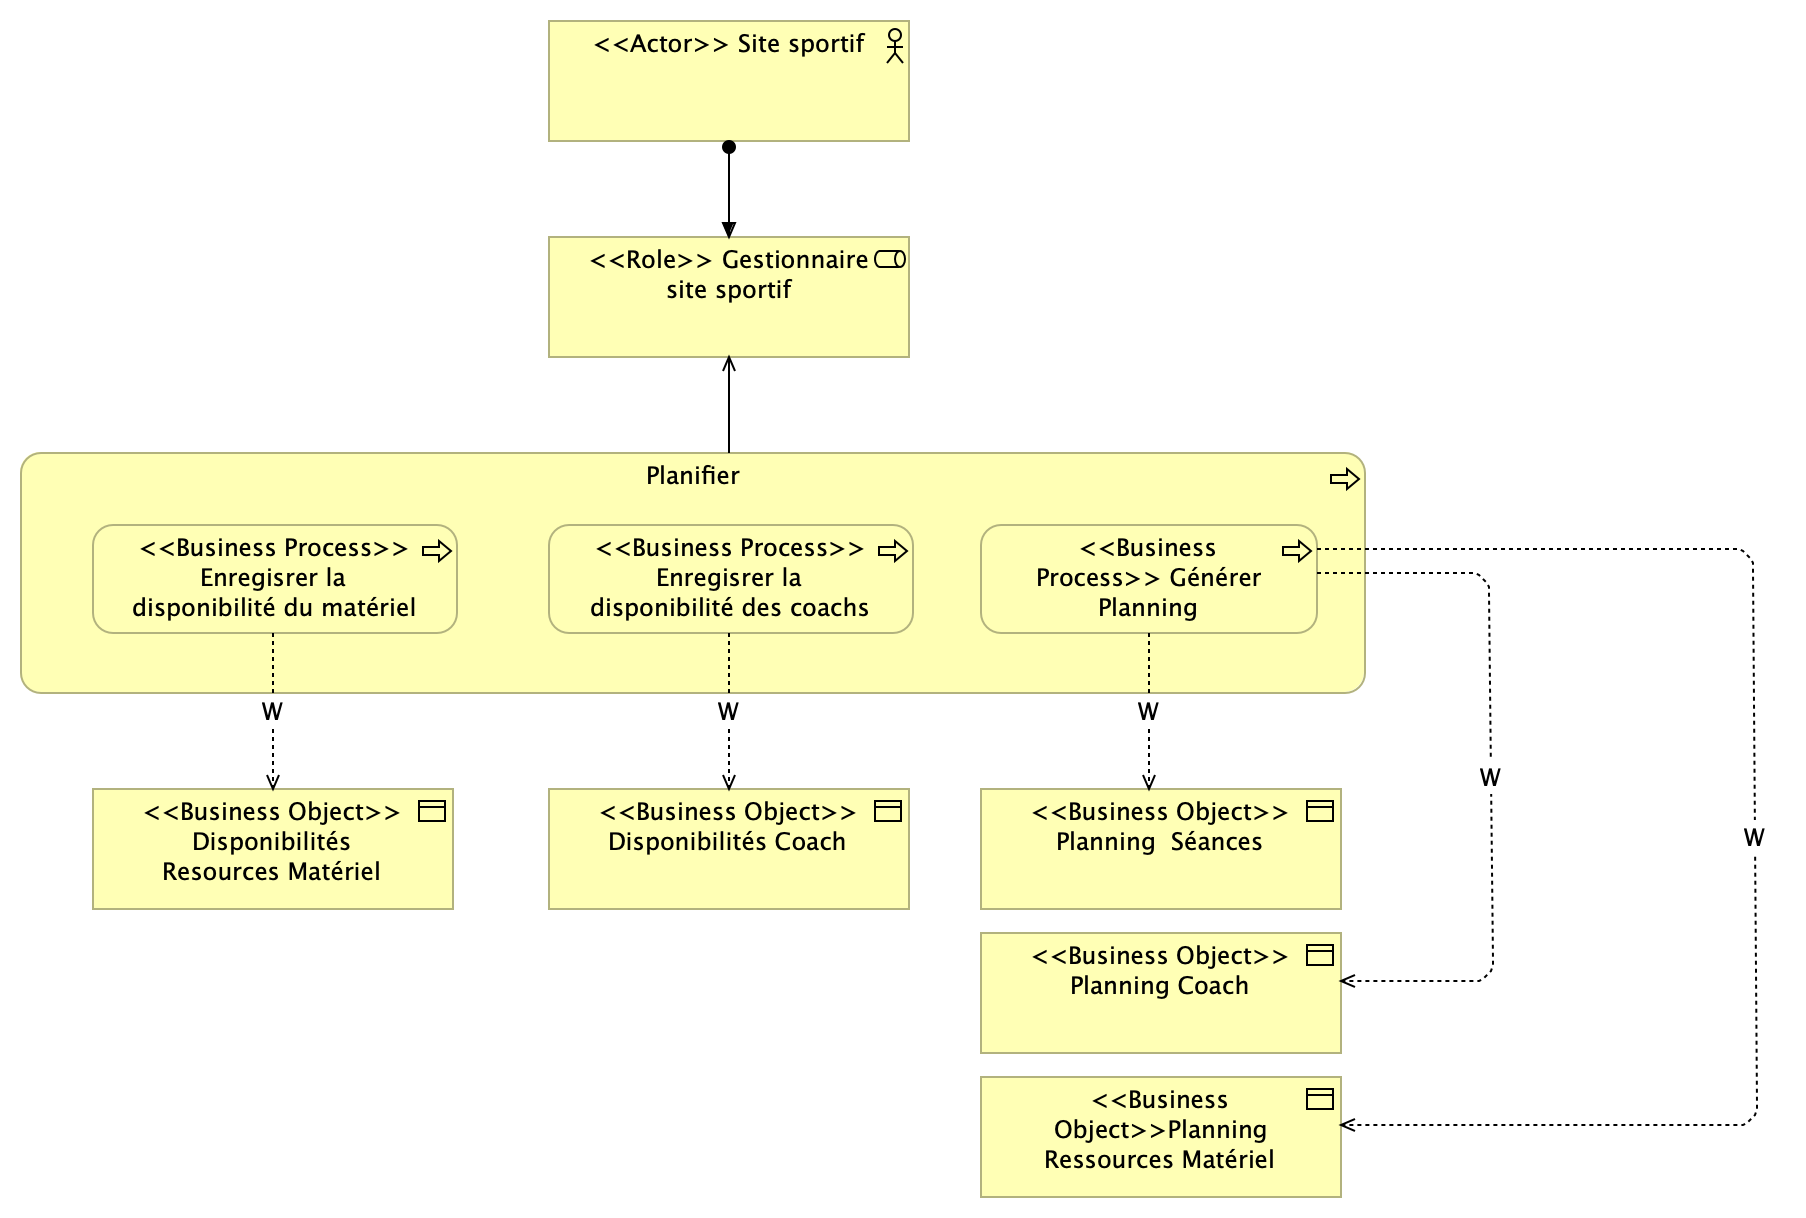 <<Actor>> Site sportif
<<Role>> Gestionnaire
site sportif
Planifier
<<Business Process>>
Enregisrer la
disponibilité du matériel
<<Business Process>>
Enregisrer la
disponibilité des coachs
<<Business
Process>> Générer
Planning
W
W
W
W
W
<<Business Object>>
Disponibilités
Resources Matériel
<<Business Object>>
Disponibilités Coach
<<Business Object>>
Planning  Séances
<<Business Object>>
Planning Coach
<<Business
Object>>Planning
Ressources Matériel